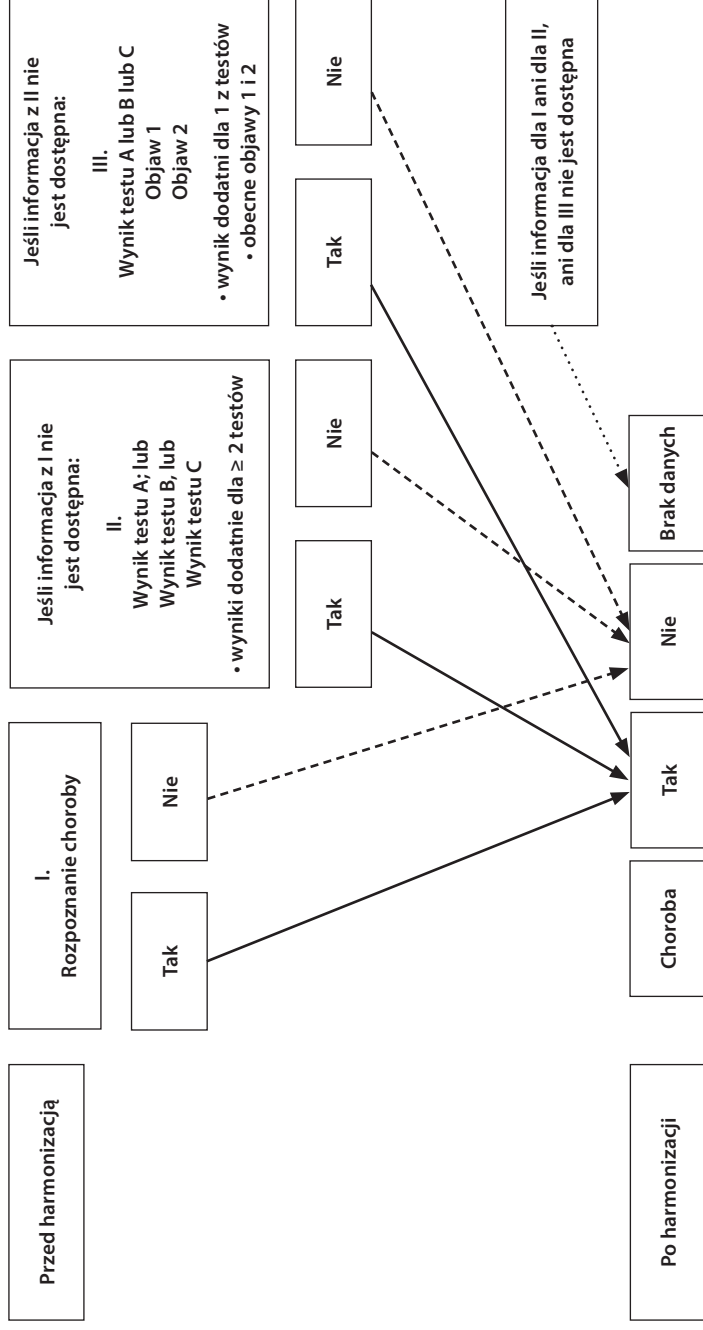 Przed harmonizacją
I.
Rozpoznanie choroby
Tak
Nie
Jeśli informacja z I nie
jest dostępna:
II.
Wynik testu A; lub
Wynik testu B, lub
Wynik testu C
• wyniki dodatnie dla ≥ 2 testów
Tak
Nie
Jeśli informacja z II nie
jest dostępna:
III.
Wynik testu A lub B lub C
Objaw 1
Objaw 2
• wynik dodatni dla 1 z testów
• obecne objawy 1 i 2
Tak
Nie
Jeśli informacja dla I ani dla II,
ani dla III nie jest dostępna
Po harmonizacji
Choroba
Tak
Nie
Brak danych